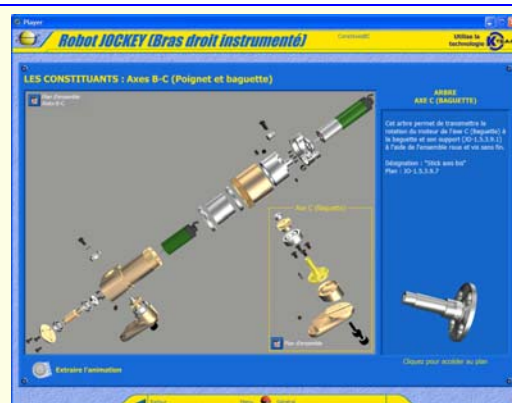 Player
Robot JOCKEY (Bras droit instrumenté)
Utilise la
technologie
LES CONSTITUANTS : Axes B-C (Poignet et baguette)
Plan d'ensemble
ARBRE
AXE C (BAGUETTE)
Cet arbre permet de transmettre la
rotation du moteur de l'axe C (Baguette) à
la baguette et son support (JO-1.5.3.9.1)
à l'aide de l'ensemble roue et vis sans fin.
Désignation : "Stick axes bis"
Plan : JO-1.5.3.9.7
Axe C (Baguette)
Plan d'ensemble
Cliquez pour accéder au plan
Extraire l'animation
Retour
Menu
Général